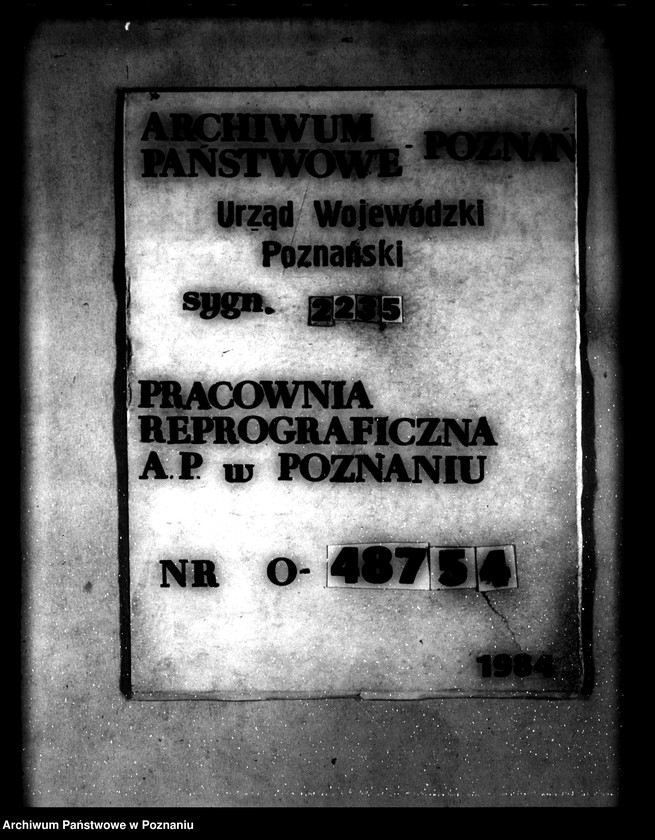 ARCHIWUM
PAŃSTWOWE - POZNAŃ
Urząd Wojewódzki
Poznański
sygn. 2235
PRACOWNIA
REPROGRAFICZNA
A.P. w POZNANIU
NR O-48754
1984
Archiwum Państwowe w Poznaniu